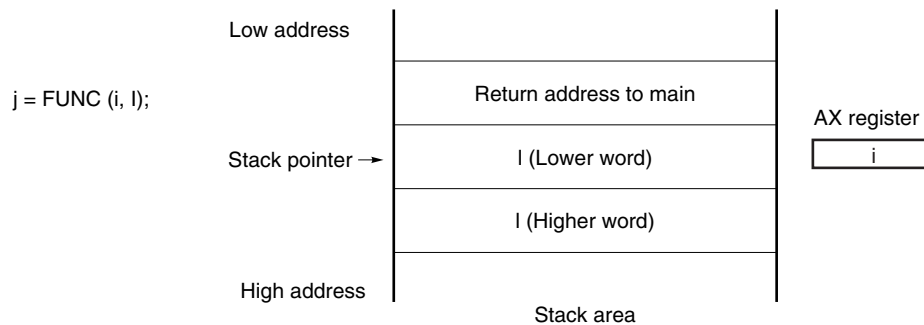 Low address
j = FUNC (i, l);
Return address to main
AX register
Stack pointer
l (Lower word)
i
l (Higher word)
High address
Stack area